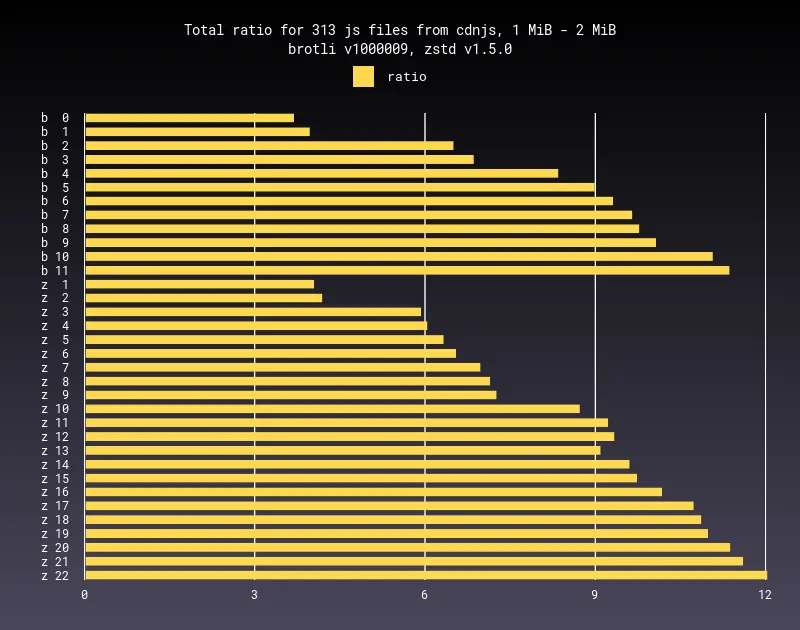 Total ratio for 313 js files from cdnjs, 1 MiB - 2 MiB
brotli v1000009, zstd v1.5.0
ratio
b 0
b 1
b 2
b 3
b 4
b 5
b 6
b 7
b 8
b 9
b 10
b 11
z 1
z 2
z 3
z 4
z 5
z 6
z 7
z 8
z 9
z 10
z 11
z 12
z 13
z 14
z 15
z 16
z 17
z 18
z 19
z 20
z 21
z 22
0 3 6 9 12